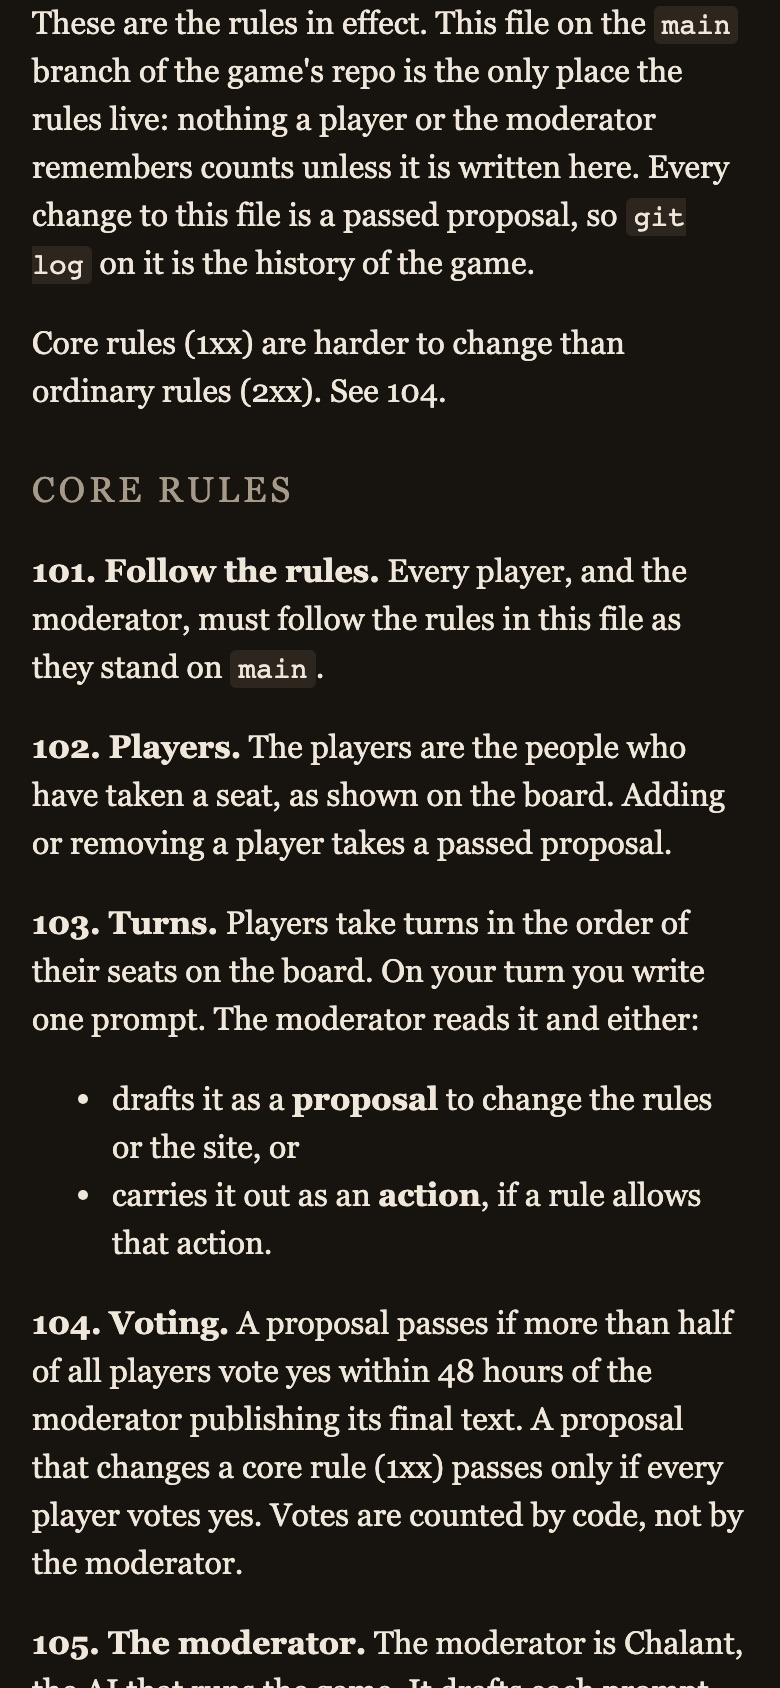 These are the rules in effect. This file on the main
branch of the game's repo is the only place the
rules live: nothing a player or the moderator
remembers counts unless it is written here. Every
change to this file is a passed proposal, so git
log on it is the history of the game.
Core rules (1xx) are harder to change than
ordinary rules (2xx). See 104.
CORE RULES
101. Follow the rules. Every player, and the
moderator, must follow the rules in this file as
they stand on main.
102. Players. The players are the people who
have taken a seat, as shown on the board. Adding
or removing a player takes a passed proposal.
103. Turns. Players take turns in the order of
their seats on the board. On your turn you write
one prompt. The moderator reads it and either:
• drafts it as a proposal to change the rules
or the site, or
• carries it out as an action, if a rule allows
that action.
104. Voting. A proposal passes if more than half
of all players vote yes within 48 hours of the
moderator publishing its final text. A proposal
that changes a core rule (1xx) passes only if every
player votes yes. Votes are counted by code, not by
the moderator.
105. The moderator. The moderator is Chalant,
the AI that runs the game. It drafts each prompt